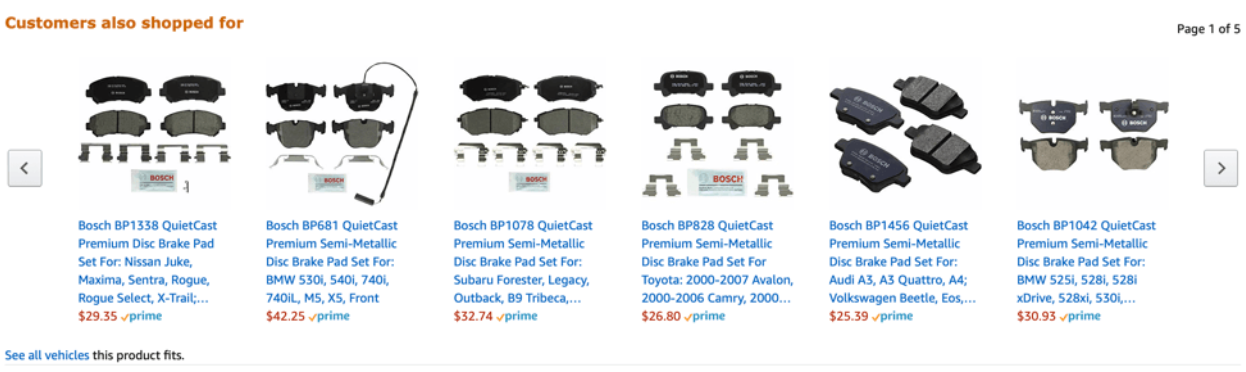 Customers also shopped for
Page 1 of 5
BOSCH
BOSCH
BOSCH
BOSCH
BOSCH
BOSCH
BOSCH
Bosch BP1338 QuietCast
Premium Disc Brake Pad
Set For: Nissan Juke,
Maxima, Sentra, Rogue,
Rogue Select, X-Trail;...
$29.35 prime
Bosch BP681 QuietCast
Premium Semi-Metallic
Disc Brake Pad Set For:
BMW 530i, 540i, 740i,
740iL, M5, X5, Front
$42.25 prime
Bosch BP1078 QuietCast
Premium Semi-Metallic
Disc Brake Pad Set For:
Subaru Forester, Legacy,
Outback, B9 Tribeca,...
$32.74 prime
Bosch BP828 QuietCast
Premium Semi-Metallic
Disc Brake Pad Set For
Toyota: 2000-2007 Avalon,
2000-2006 Camry, 2000...
$26.80 prime
Bosch BP1456 QuietCast
Premium Semi-Metallic
Disc Brake Pad Set For:
Audi A3, A3 Quattro, A4;
Volkswagen Beetle, Eos,...
$25.39 prime
Bosch BP1042 QuietCast
Premium Semi-Metallic
Disc Brake Pad Set For:
BMW 525i, 528i, 528i
xDrive, 528xi, 530i,...
$30.93 prime
See all vehicles this product fits.